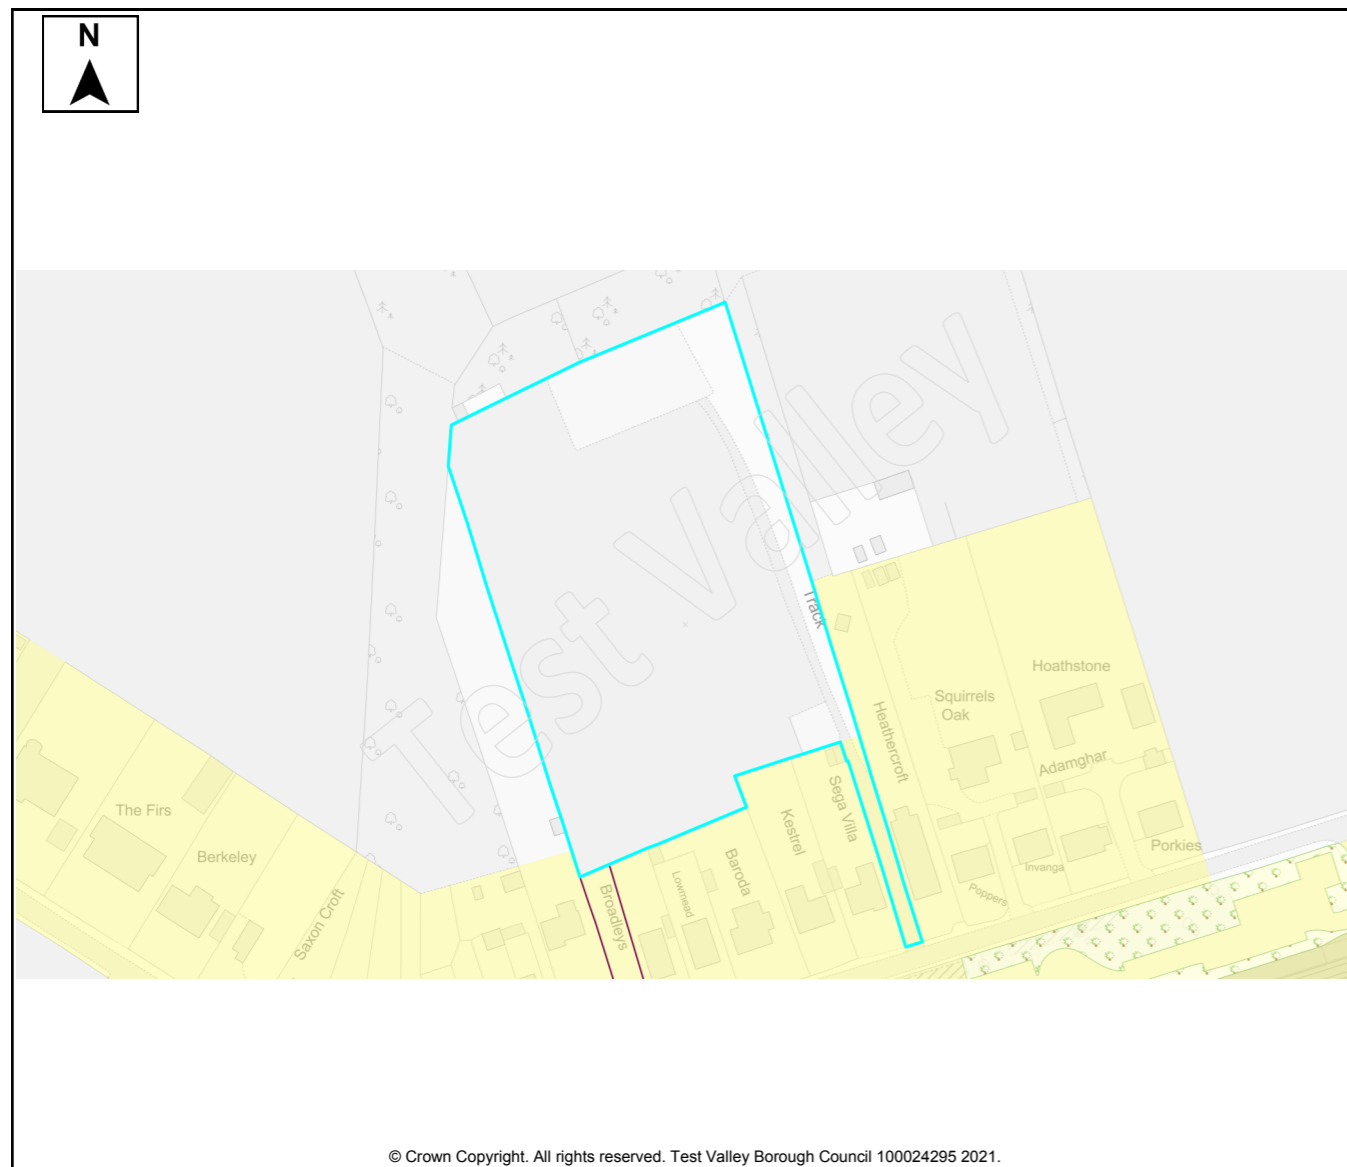 N
Test Valley
Track
Hoathstone
Squirrels
Oak
Heathercroft
Adamghar
Sega Villa
The Firs
Kestrel
Porkies
Berkeley
Baroda
Invanga
Lowmead
Poppers
Broadleys
Saxon Croft
© Crown Copyright. All rights reserved. Test Valley Borough Council 100024295 2021.